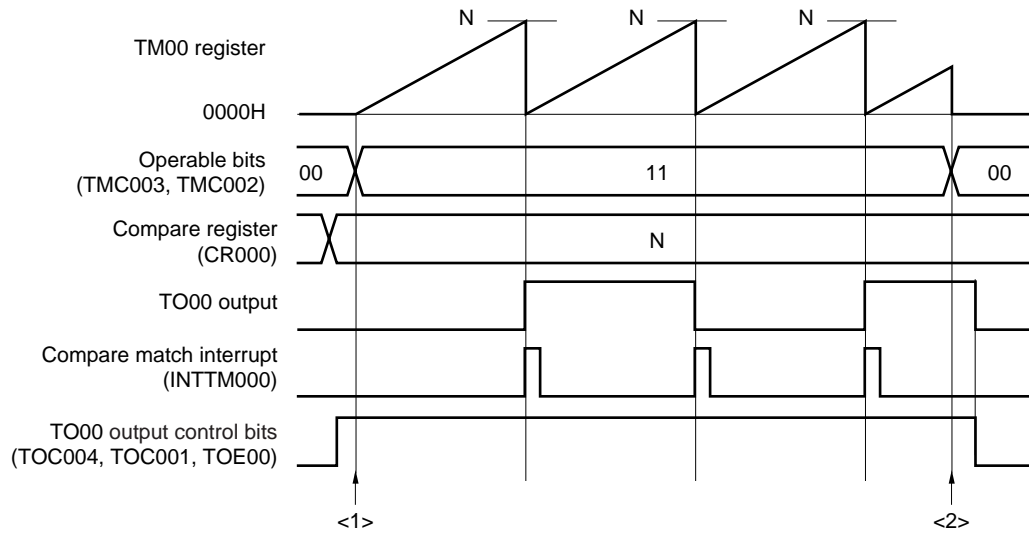 N N N
TM00 register
0000H
Operable bits
(TMC003, TMC002)
00 11 00
Compare register
(CR000)
N
TO00 output
Compare match interrupt
(INTTM000)
TO00 output control bits
(TOC004, TOC001, TOE00)
<1> <2>